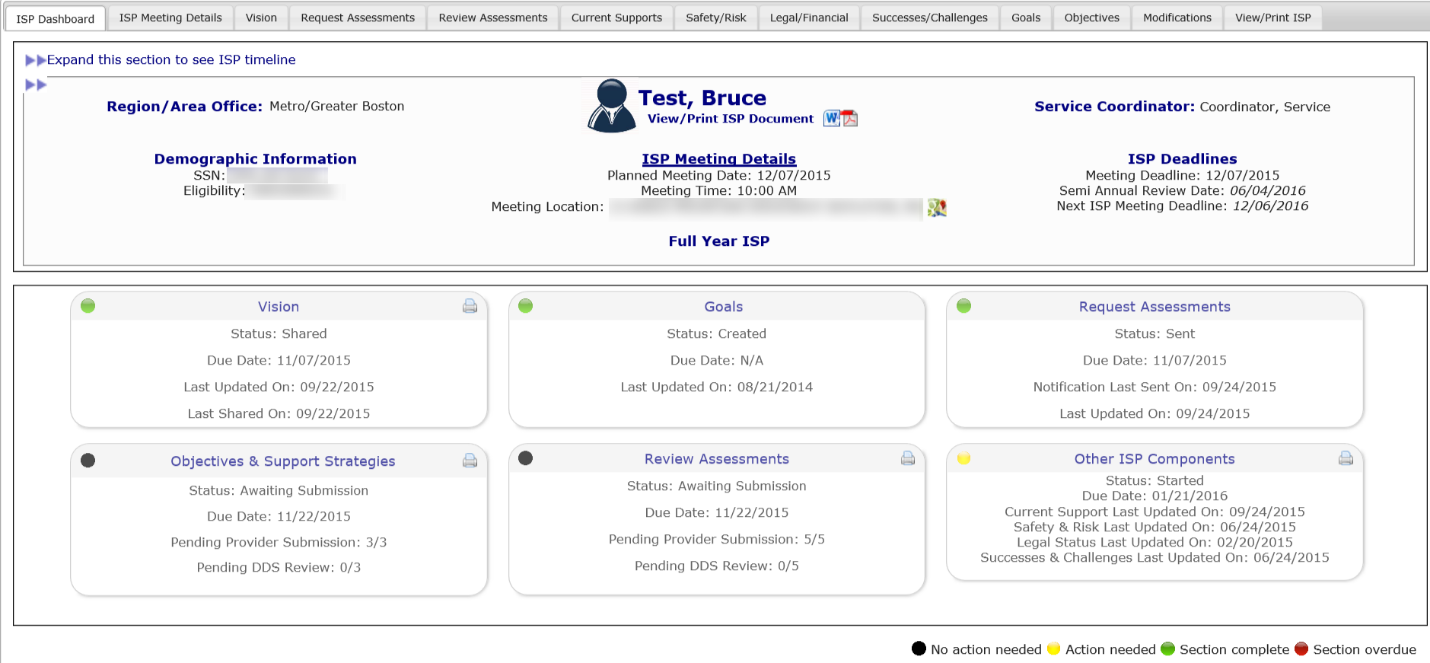 ISP Dashboard ISP Meeting Details Vision Request Assessments Review Assessments Current Supports Safety/Risk Legal/Financial Successes/Challenges Goals Objectives Modifications View/Print ISP
Expand this section to see ISP timeline
Region/Area Office: Metro/Greater Boston
Test, Bruce
View/Print ISP Document
Service Coordinator: Coordinator, Service
Demographic Information
SSN:
Eligibility:
ISP Meeting Details
Planned Meeting Date: 12/07/2015
Meeting Time: 10:00 AM
Meeting Location:
Full Year ISP
ISP Deadlines
Meeting Deadline: 12/07/2015
Semi Annual Review Date: 06/04/2016
Next ISP Meeting Deadline: 12/06/2016
Vision
Status: Shared
Due Date: 11/07/2015
Last Updated On: 09/22/2015
Last Shared On: 09/22/2015
Goals
Status: Created
Due Date: N/A
Last Updated On: 08/21/2014
Request Assessments
Status: Sent
Due Date: 11/07/2015
Notification Last Sent On: 09/24/2015
Last Updated On: 09/24/2015
Objectives & Support Strategies
Status: Awaiting Submission
Due Date: 11/22/2015
Pending Provider Submission: 3/3
Pending DDS Review: 0/3
Review Assessments
Status: Awaiting Submission
Due Date: 11/22/2015
Pending Provider Submission: 5/5
Pending DDS Review: 0/5
Other ISP Components
Status: Started
Due Date: 01/21/2016
Current Support Last Updated On: 09/24/2015
Safety & Risk Last Updated On: 06/24/2015
Legal Status Last Updated On: 02/20/2015
Successes & Challenges Last Updated On: 06/24/2015
No action needed Action needed Section complete Section overdue